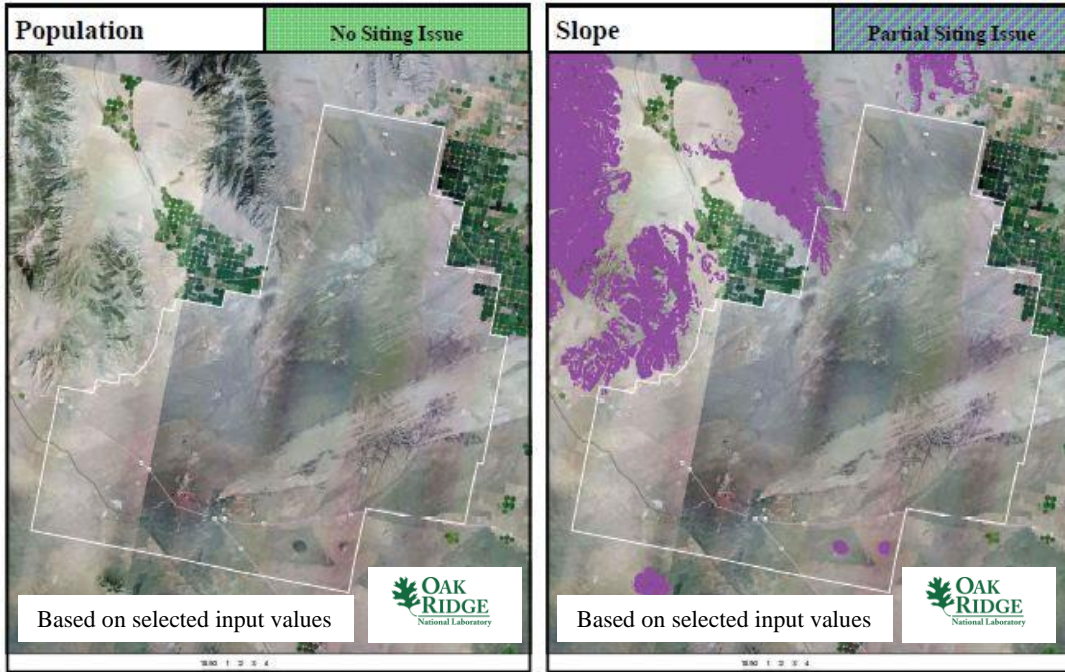 Population
No Siting Issue
Slope
Partial Siting Issue
Based on selected input values
OAK
RIDGE
National Laboratory
Based on selected input values
OAK
RIDGE
National Laboratory